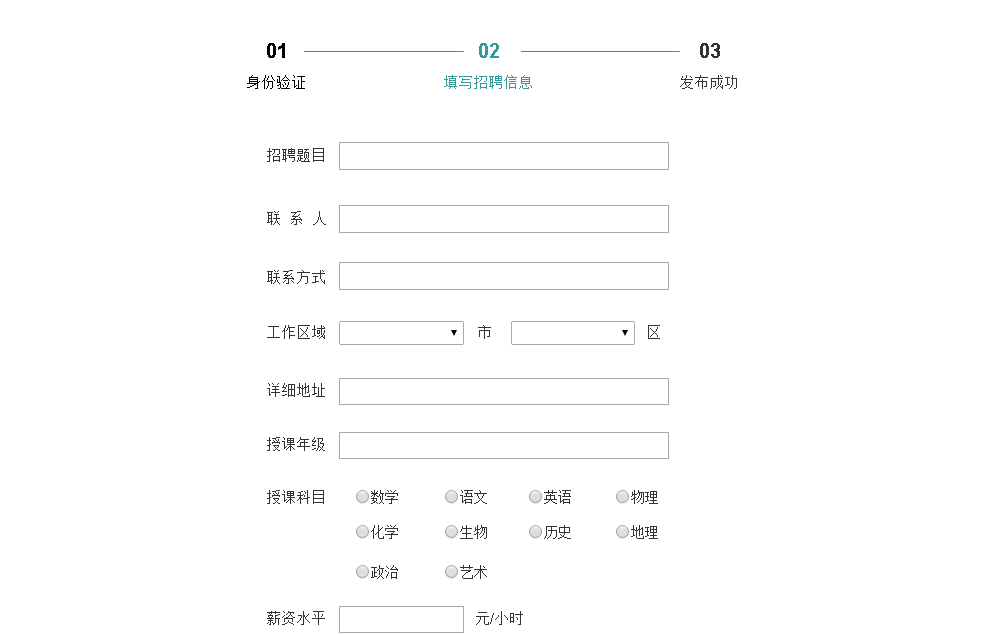 01 02 03
身份验证 填写招聘信息 发布成功
招聘题目
联 系 人
联系方式
工作区域 市 区
详细地址
授课年级
授课科目 数学 语文 英语 物理
化学 生物 历史 地理
政治 艺术
薪资水平 元/小时